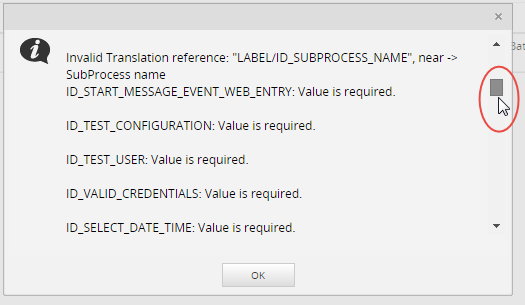 Invalid Translation reference: "LABEL/ID_SUBPROCESS_NAME", near ->
SubProcess name
ID_START_MESSAGE_EVENT_WEB_ENTRY: Value is required.
ID_TEST_CONFIGURATION: Value is required.
ID_TEST_USER: Value is required.
ID_VALID_CREDENTIALS: Value is required.
ID_SELECT_DATE_TIME: Value is required.
OK